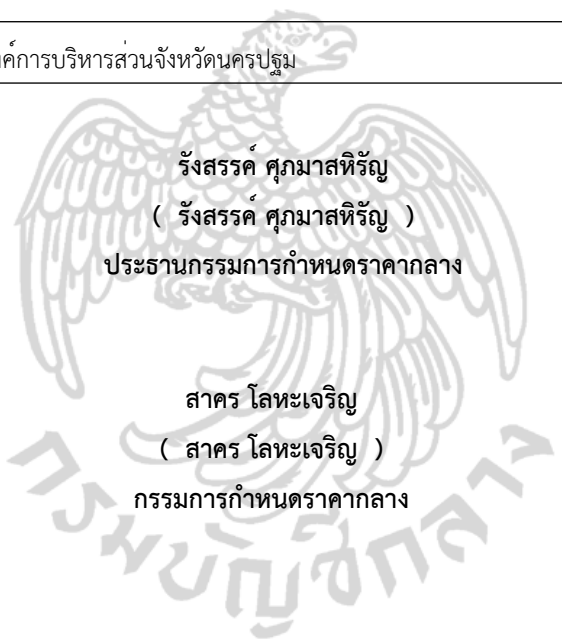 การบริหารส่วนจังหวัดนครปฐม
รังสรรค์ ศุภมาสหิรัญ
( รังสรรค์ ศุภมาสหิรัญ )
ประธานกรรมการกำหนดราคากลาง
สาคร โลหะเจริญ
( สาคร โลหะเจริญ )
กรรมการกำหนดราคากลาง
กรมบัญชีกลาง